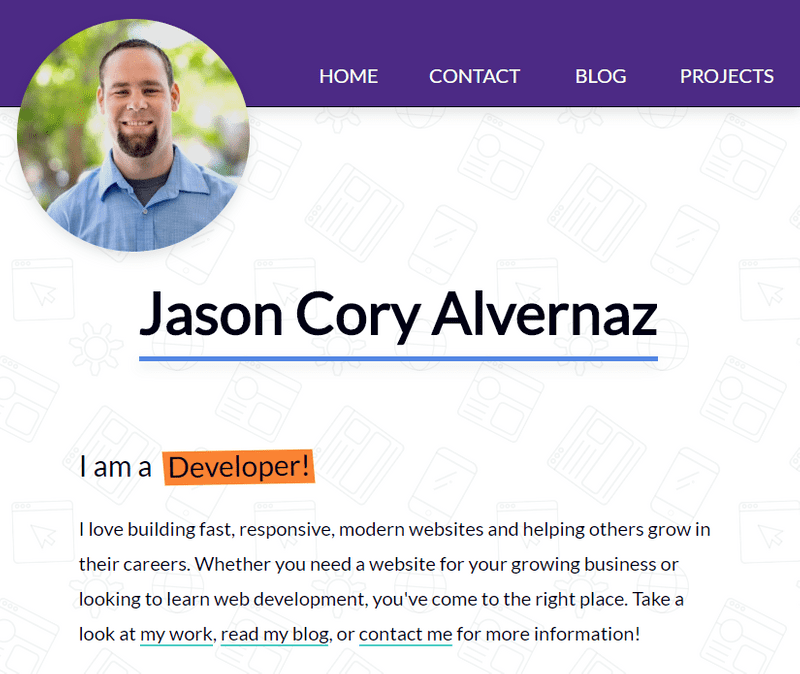 HOME CONTACT BLOG PROJECTS
Jason Cory Alvernaz
I am a Developer!
I love building fast, responsive, modern websites and helping others grow in
their careers. Whether you need a website for your growing business or
looking to learn web development, you've come to the right place. Take a
look at my work, read my blog, or contact me for more information!